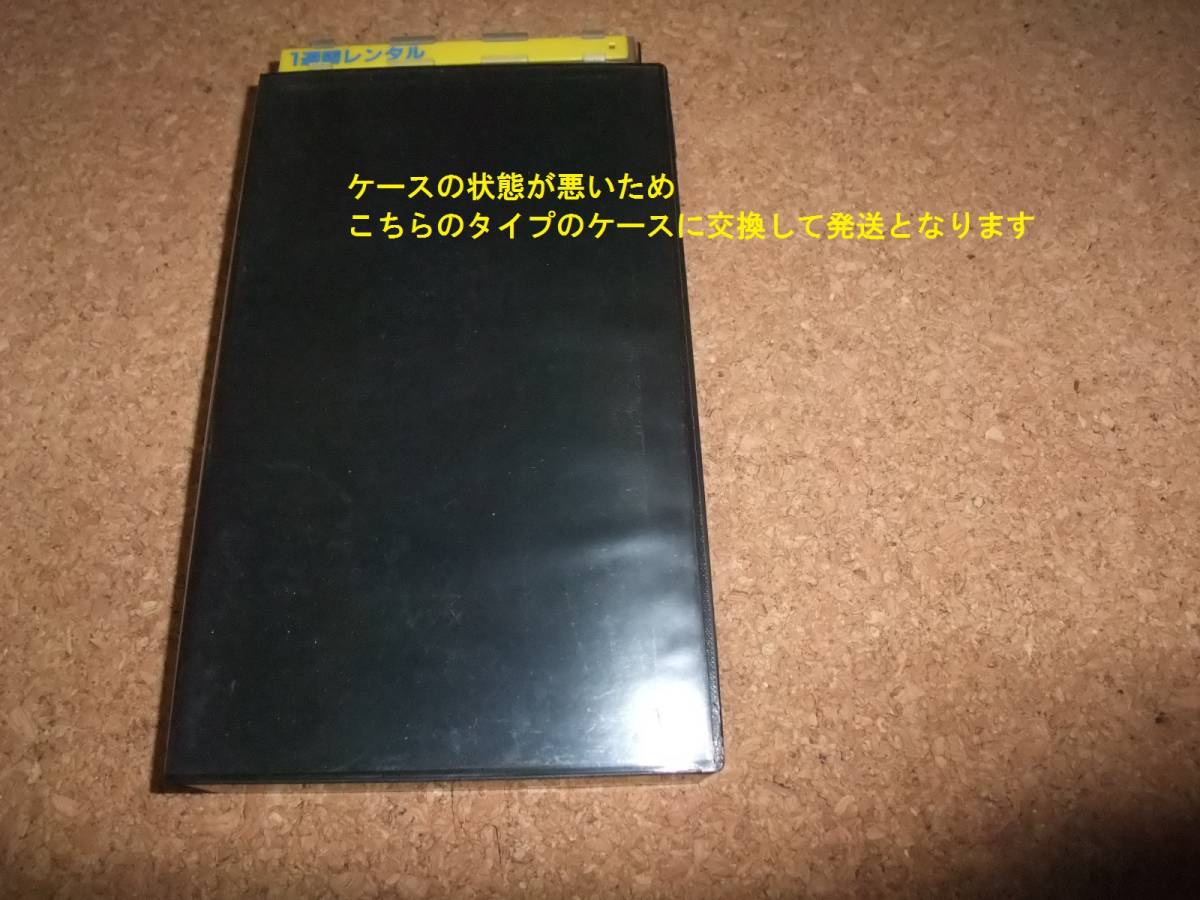 1週間レンタル
ケースの状態が悪いため
こちらのタイプのケースに交換して発送となります